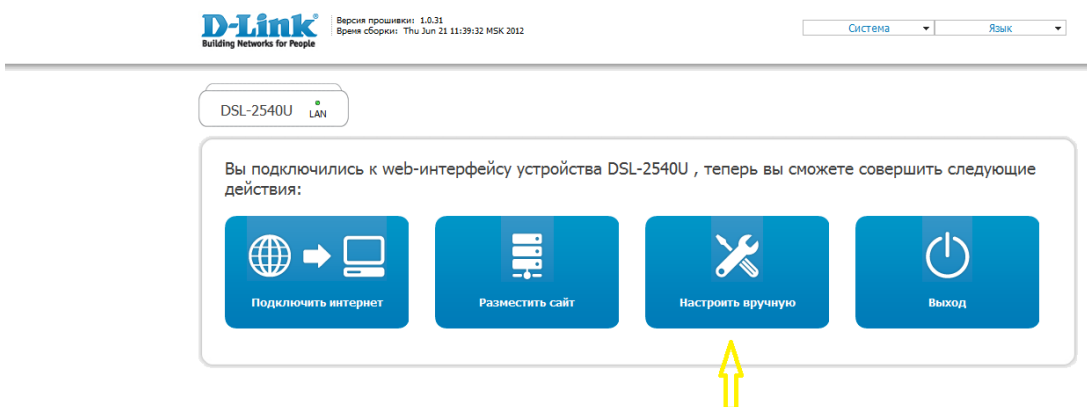 D-Link
Building Networks for People
Версия прошивки: 1.0.31
Время сборки: Thu Jun 21 11:39:32 MSK 2012
Система
Язык
DSL-2540U LAN
Вы подключились к web-интерфейсу устройства DSL-2540U , теперь вы сможете совершить следующие
действия:
Подключить интернет
Разместить сайт
Настроить вручную
Выход